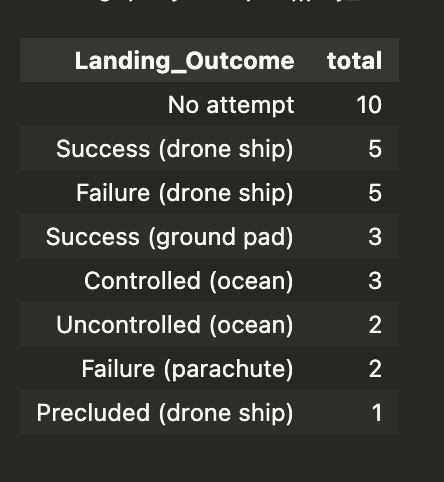 Landing_Outcome total
No attempt 10
Success (drone ship) 5
Failure (drone ship) 5
Success (ground pad) 3
Controlled (ocean) 3
Uncontrolled (ocean) 2
Failure (parachute) 2
Precluded (drone ship) 1